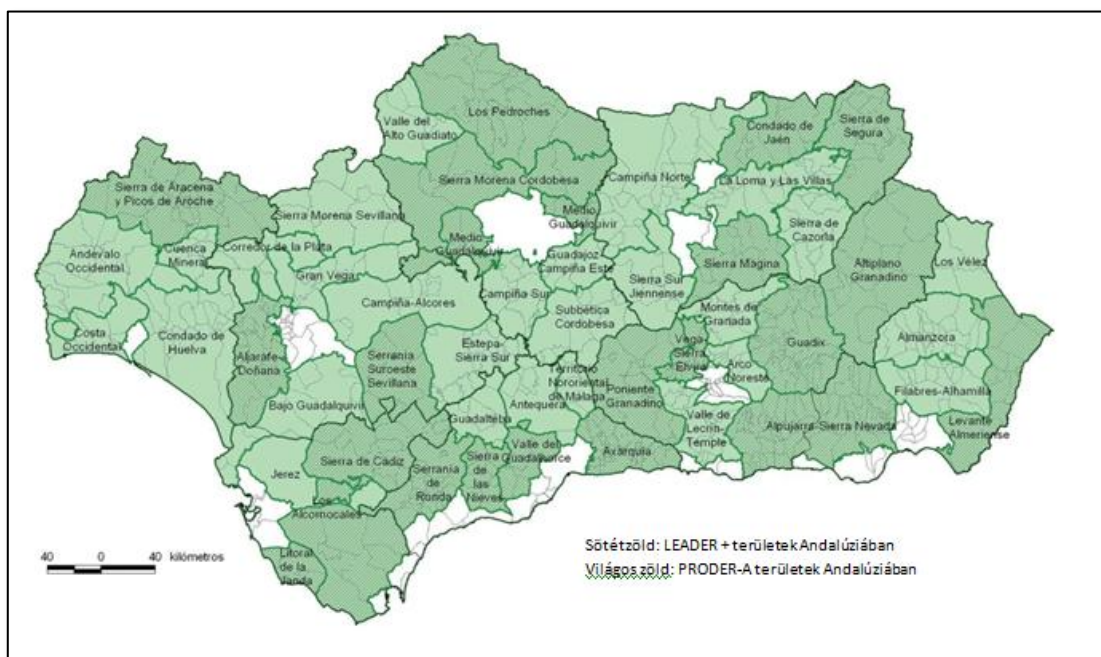 Los Pedroches
Valle del
Alto Guadiato
Condado de
Jaén
Sierra de
Segura
Sierra de Aracena
y Picos de Aroche
Sierra Morena Cordobesa
Campiña Norte
La Loma y Las Villas
Sierra Morena Sevillana
Medio
Guadalquivir
Sierra de
Cazorla
Andévalo
Occidental
Cuenca
Mineral
Corredor de la Plata
Medio
Guadalquivir
Guadajoz
Campiña Este
Altiplano
Granadino
Los Vélez
Gran Vega
Sierra Mágina
Sierra Sur
Jiennense
Campiña-Alcores
Campiña Sur
Subbética
Cordobesa
Montes de
Granada
Costa
Occidental
Condado de
Huelva
Almanzora
Aljarafe-
Doñana
Serranía
Suroeste
Sevillana
Estepa-
Sierra Sur
Vega
Sierra
Elvira
Guadix
Arco
Noreste
Territorio
Nororiental
de Málaga
Poniente
Granadino
Filabres-Alhamilla
Bajo Guadalquivir
Guadalteba
Antequera
Valle de
Lecrín-
Temple
Alpujarra-Sierra Nevada
Levante
Almeriense
Valle del
Guadalhorce
Axarquía
Jerez
Sierra de Cádiz
Serranía
de
Ronda
Sierra
de
las
Nieves
Los
Alcornocales
Litoral
de la
Janda
40 0 40 kilómetros
Sötétzöld: LEADER + területek Andalúziában
Világos zöld: PRODER-A területek Andalúziában